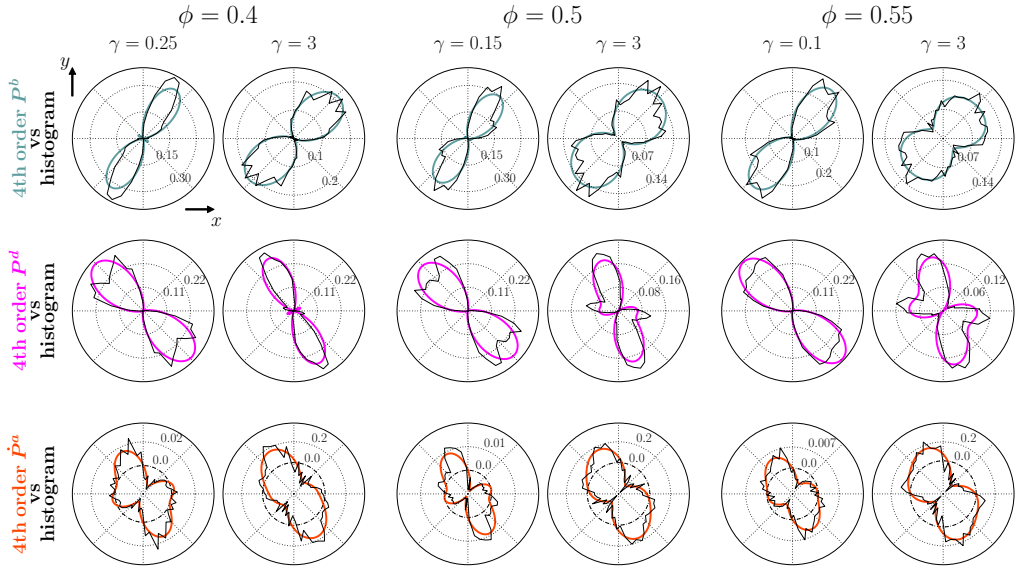 ϕ = 0.4
ϕ = 0.5
ϕ = 0.55
γ = 0.25
γ = 3
γ = 0.15
γ = 3
γ = 0.1
γ = 3
4th order P^b
vs
histogram
y
x
0.15
0.30
0.1
0.2
0.15
0.30
0.07
0.14
0.1
0.2
0.07
0.14
4th order P^d
vs
histogram
0.22
0.11
0.22
0.11
0.22
0.11
0.16
0.08
0.22
0.11
0.12
0.06
4th order Ṗ^a
vs
histogram
0.02
0.0
0.2
0.0
0.01
0.0
0.2
0.0
0.007
0.0
0.2
0.0